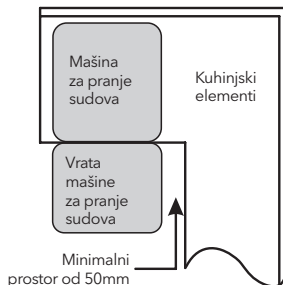 Mašina
za pranje
sudova
Kuhinjski
elementi
Vrata
mašine
za pranje
sudova
Minimalni
prostor od 50mm